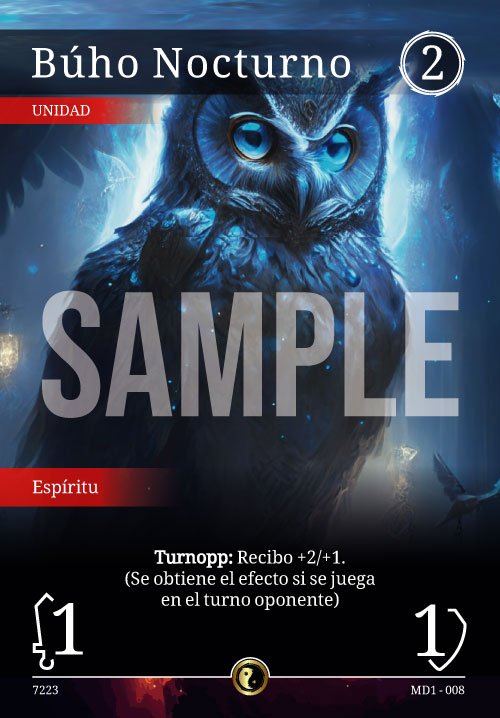 Búho Nocturno
2
UNIDAD
SAMPLE
Espíritu
Turnopp: Recibo +2/+1.
(Se obtiene el efecto si se juega
en el turno oponente)
1
1
7223
MD1 - 008